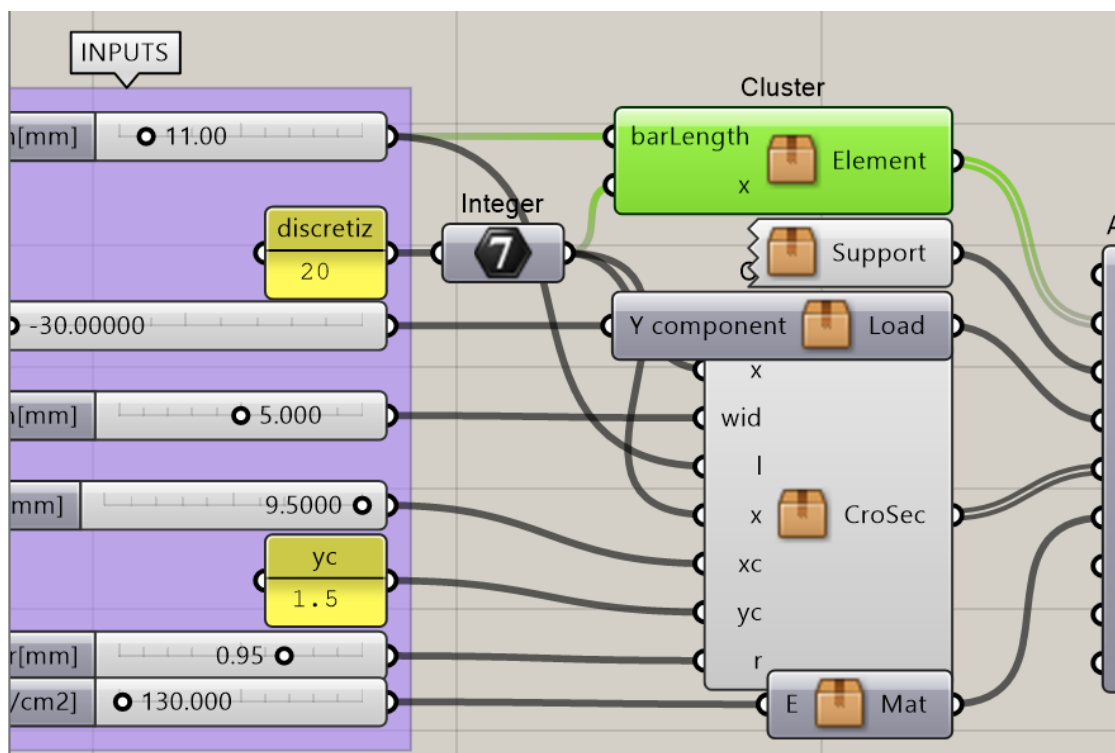 INPUTS
Cluster
n[mm]
11.00
barLength
Element
x
Integer
7
discretiz
20
Support
-30.00000
Y component
Load
x
n[mm]
5.000
wid
l
mm]
9.5000
x
CroSec
xc
yc
1.5
yc
r[mm]
0.95
r
/cm2]
130.000
E
Mat